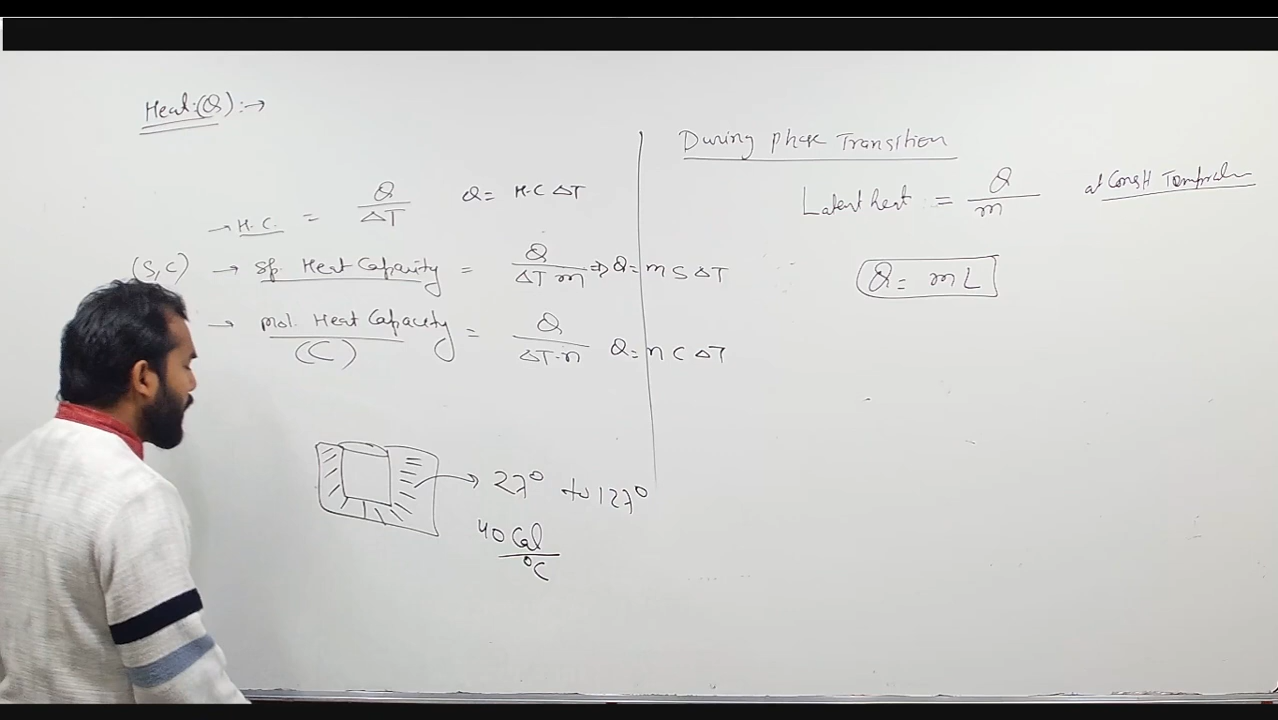 Heat:(Q):→
→ H.C. = Q/ΔT Q = H.C ΔT
(S,C) → Sp. Heat Capacity = Q/ΔT m ⇒ Q = m S ΔT
→ mol. Heat Capacity = Q/ΔT·n Q = n C ΔT
(C)
→ 27° to 127°
40 Cal/°C
During Phase Transition
Latent heat = Q/m at Const
Q = mL